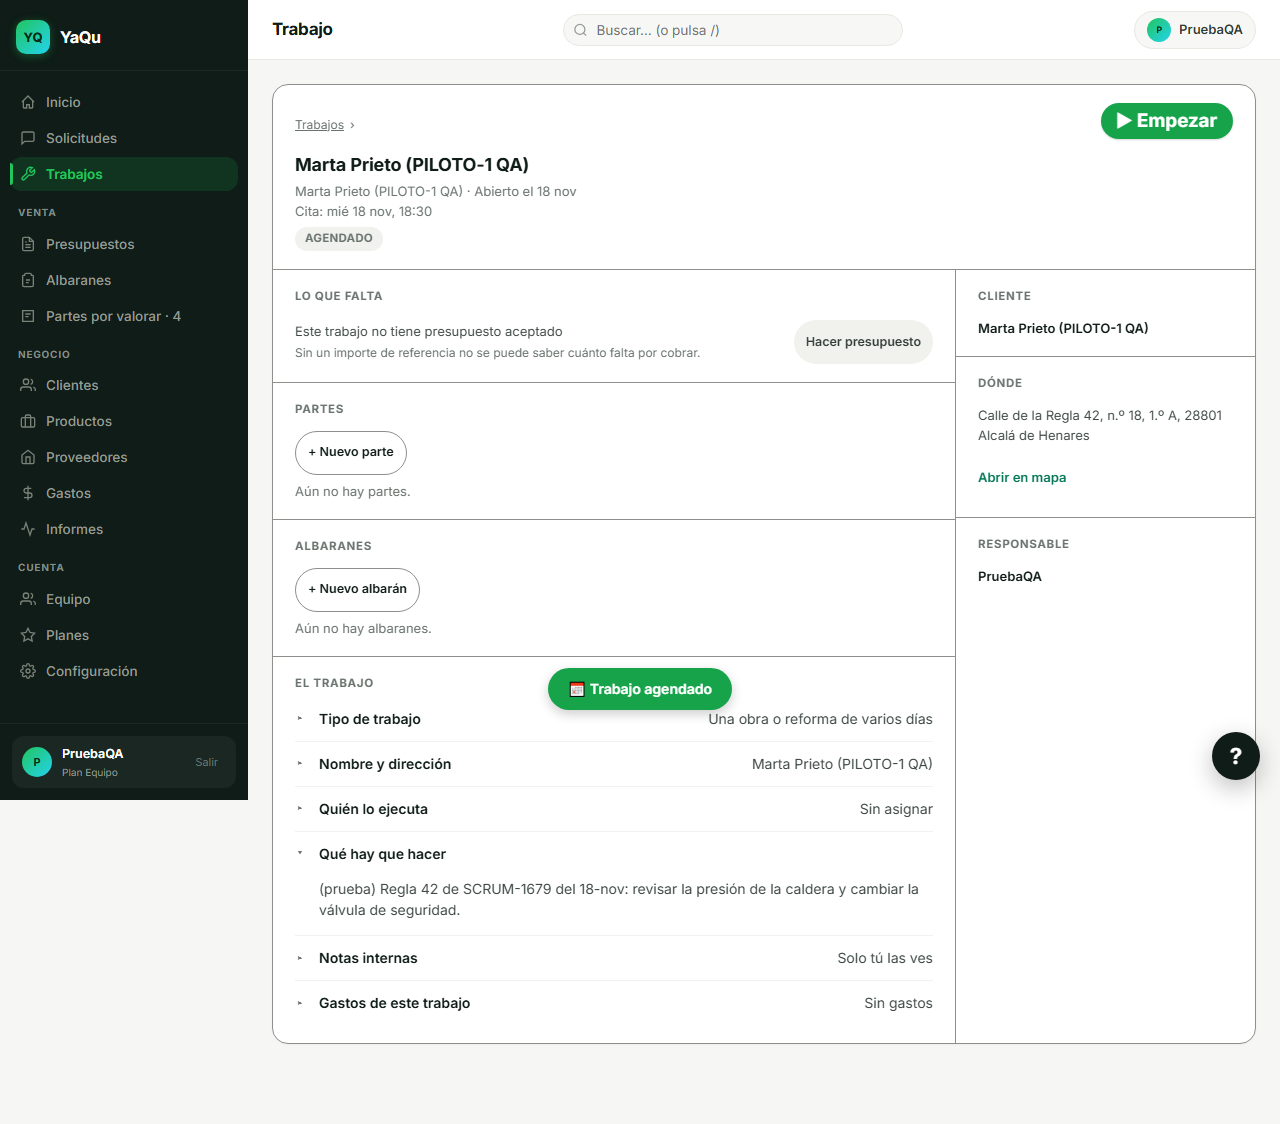 YQ YaQu
Inicio
Solicitudes
Trabajos
VENTA
Presupuestos
Albaranes
Partes por valorar · 4
NEGOCIO
Clientes
Productos
Proveedores
Gastos
Informes
CUENTA
Equipo
Planes
Configuración
P PruebaQA
Plan Equipo
Salir
Trabajo
Buscar... (o pulsa /)
P PruebaQA
Trabajos ›
▶ Empezar
Marta Prieto (PILOTO-1 QA)
Marta Prieto (PILOTO-1 QA) · Abierto el 18 nov
Cita: mié 18 nov, 18:30
AGENDADO
LO QUE FALTA
Este trabajo no tiene presupuesto aceptado
Sin un importe de referencia no se puede saber cuánto falta por cobrar.
Hacer presupuesto
PARTES
+ Nuevo parte
Aún no hay partes.
ALBARANES
+ Nuevo albarán
Aún no hay albaranes.
EL TRABAJO
Trabajo agendado
Tipo de trabajo Una obra o reforma de varios días
Nombre y dirección Marta Prieto (PILOTO-1 QA)
Quién lo ejecuta Sin asignar
Qué hay que hacer
(prueba) Regla 42 de SCRUM-1679 del 18-nov: revisar la presión de la caldera y cambiar la
válvula de seguridad.
Notas internas Solo tú las ves
Gastos de este trabajo Sin gastos
CLIENTE
Marta Prieto (PILOTO-1 QA)
DÓNDE
Calle de la Regla 42, n.º 18, 1.º A, 28801
Alcalá de Henares
Abrir en mapa
RESPONSABLE
PruebaQA
?